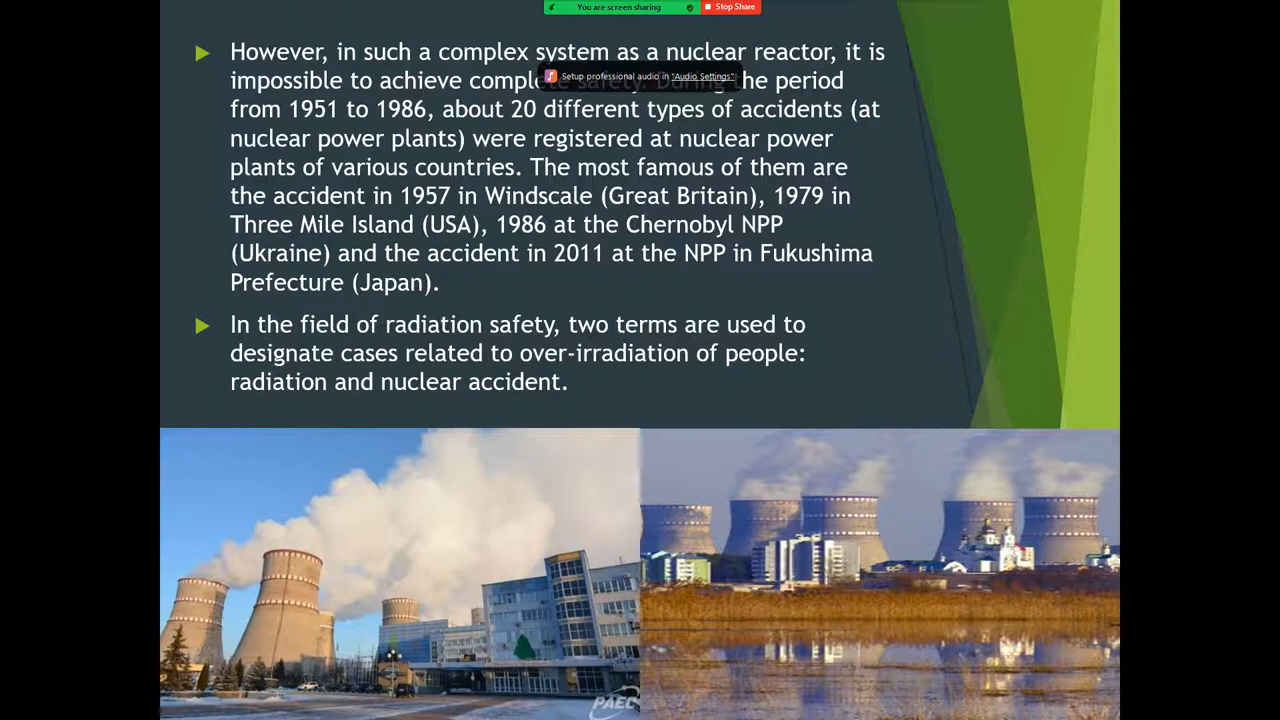 You are screen sharing
Stop Share
However, in such a complex system as a nuclear reactor, it is
Setup professional audio in "Audio Settings"
impossible to achieve complete safety. During the period
from 1951 to 1986, about 20 different types of accidents (at
nuclear power plants) were registered at nuclear power
plants of various countries. The most famous of them are
the accident in 1957 in Windscale (Great Britain), 1979 in
Three Mile Island (USA), 1986 at the Chernobyl NPP
(Ukraine) and the accident in 2011 at the NPP in Fukushima
Prefecture (Japan).
In the field of radiation safety, two terms are used to
designate cases related to over-irradiation of people:
radiation and nuclear accident.
РАЕС